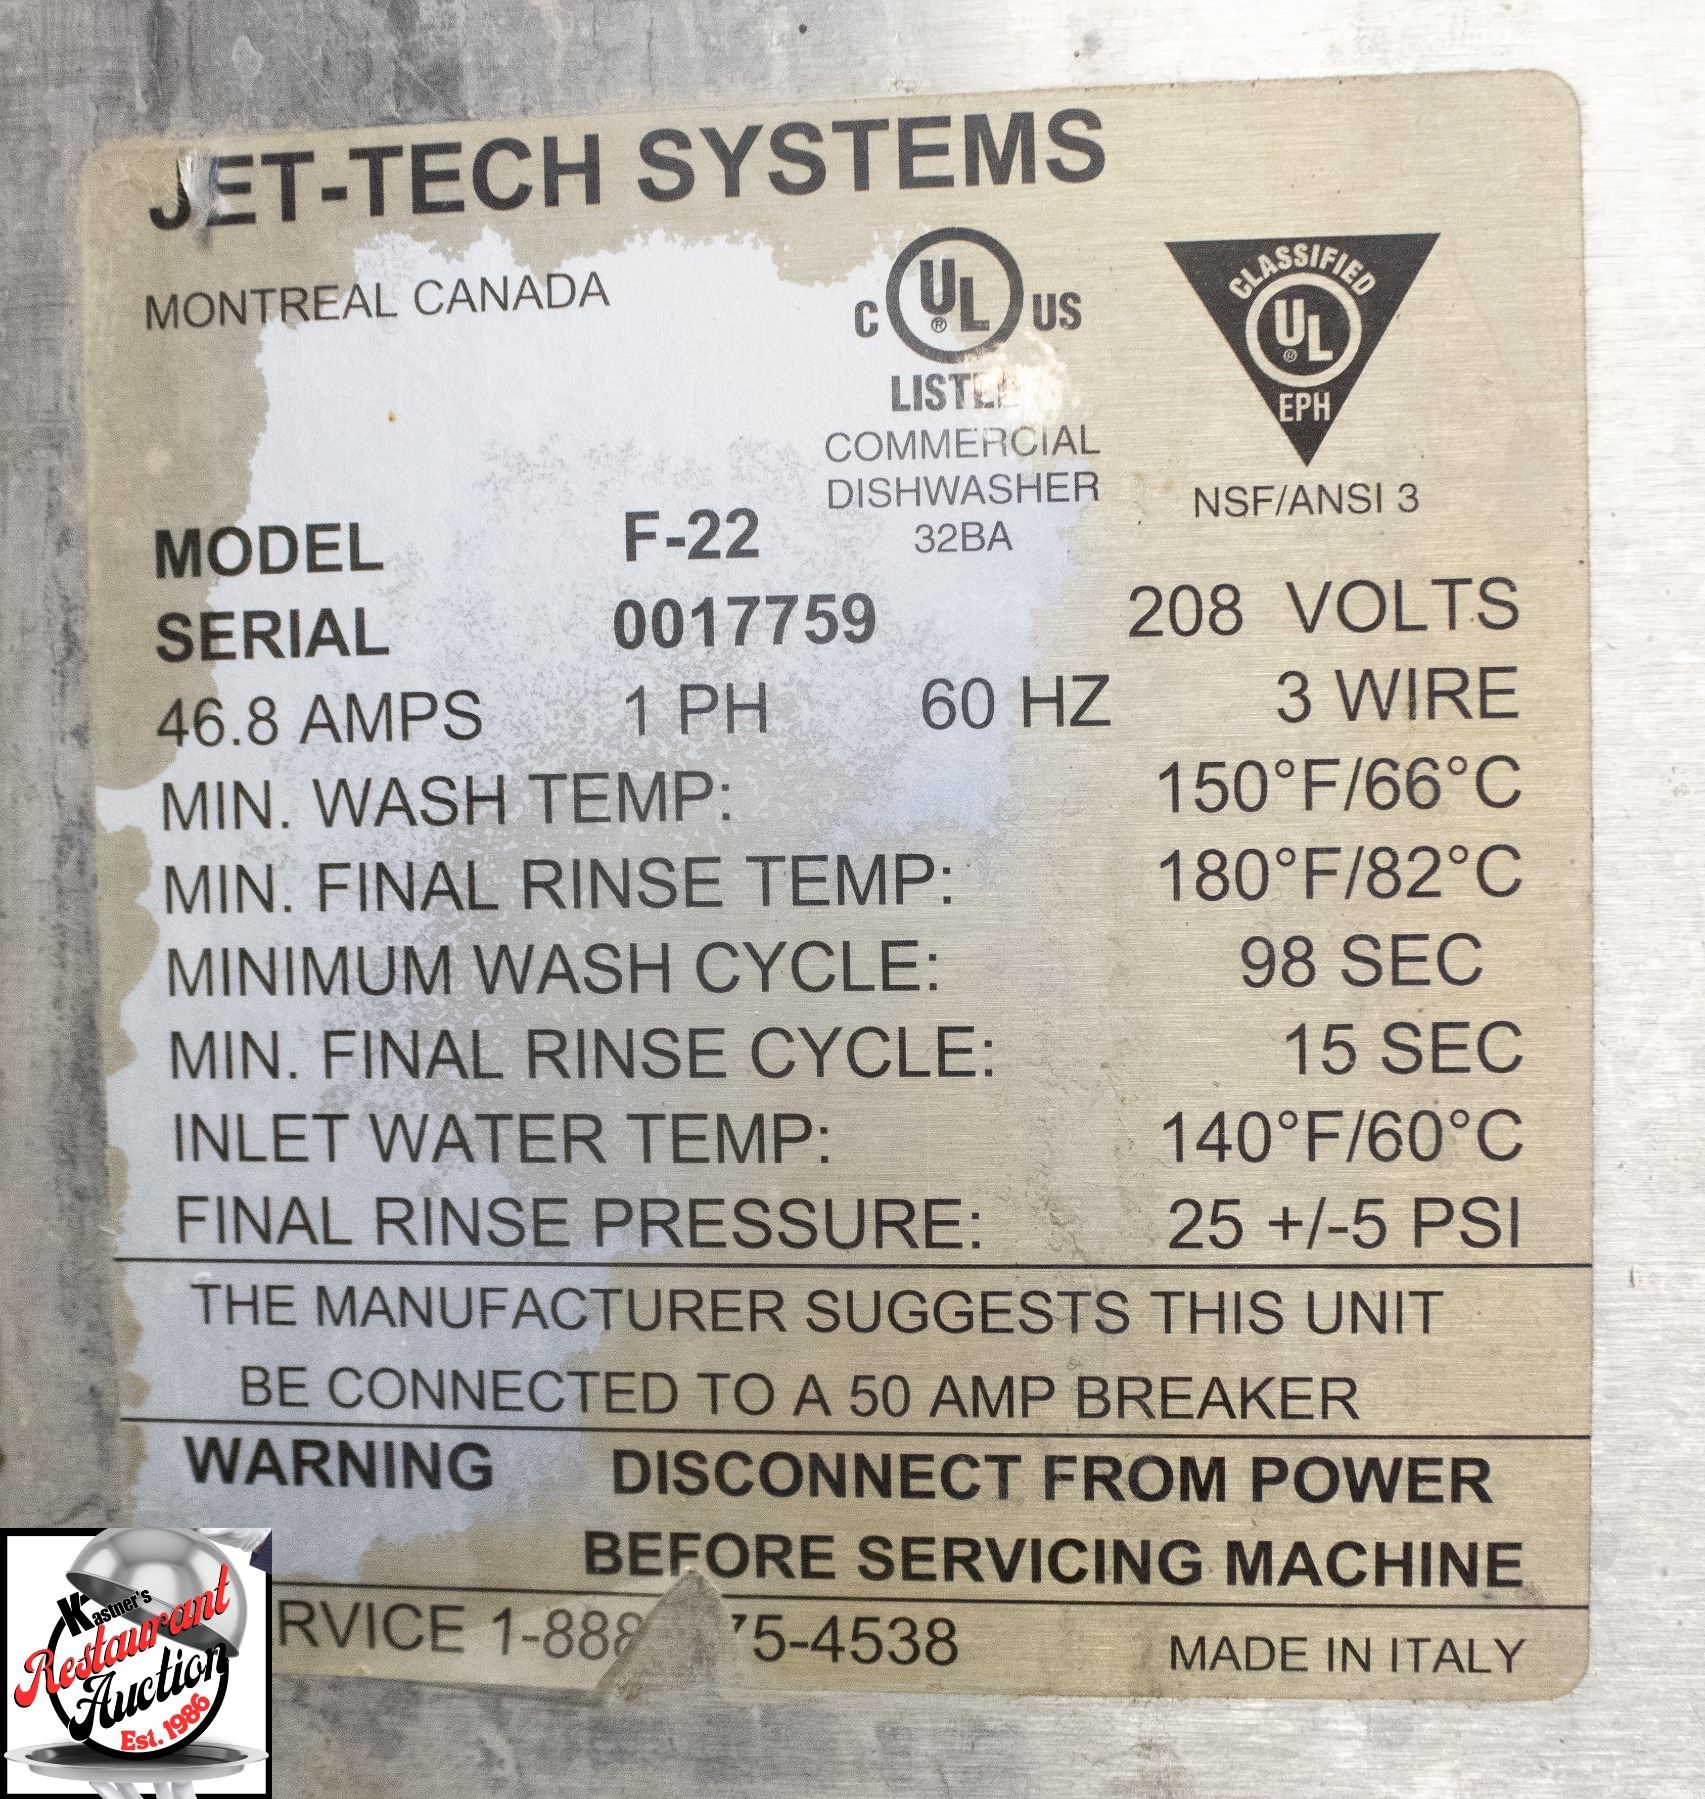 JET-TECH SYSTEMS
MONTREAL CANADA
C UL® US
LISTED
COMMERCIAL
DISHWASHER
32BA
CLASSIFIED
UL®
EPH
NSF/ANSI 3
MODEL F-22
SERIAL 0017759 208 VOLTS
46.8 AMPS 1 PH 60 HZ 3 WIRE
MIN. WASH TEMP: 150°F/66°C
MIN. FINAL RINSE TEMP: 180°F/82°C
MINIMUM WASH CYCLE: 98 SEC
MIN. FINAL RINSE CYCLE: 15 SEC
INLET WATER TEMP: 140°F/60°C
FINAL RINSE PRESSURE: 25 +/-5 PSI
THE MANUFACTURER SUGGESTS THIS UNIT
BE CONNECTED TO A 50 AMP BREAKER
WARNING DISCONNECT FROM POWER
BEFORE SERVICING MACHINE
RVICE 1-888 75-4538 MADE IN ITALY
Kastner's
Restaurant
Auction
Est. 1986